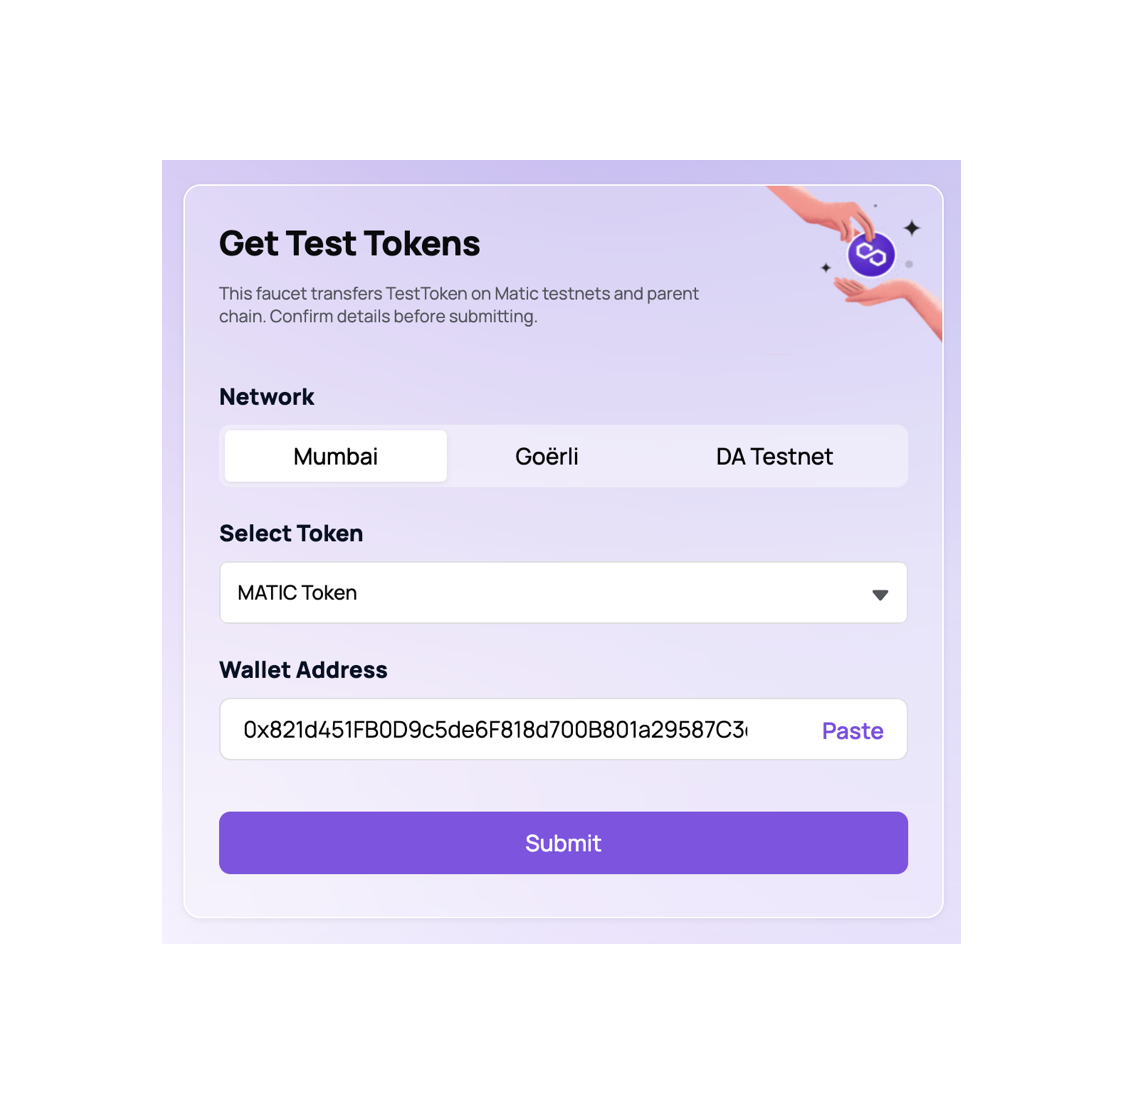 Get Test Tokens
This faucet transfers TestToken on Matic testnets and parent
chain. Confirm details before submitting.
Network
Mumbai Goërli DA Testnet
Select Token
MATIC Token
Wallet Address
0x821d451FB0D9c5de6F818d700B801a29587C3 Paste
Submit